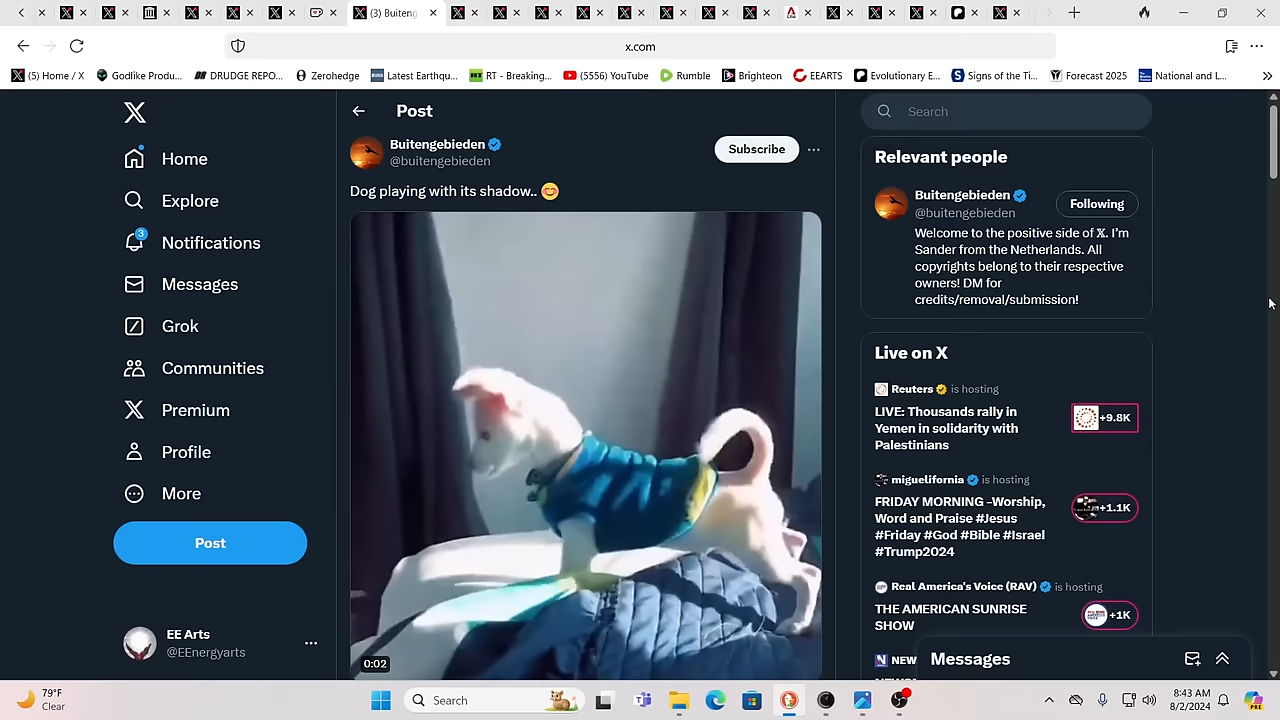 (3) Buiteng
x.com
(5) Home / X
Godlike Produ...
DRUDGE REPO...
Zerohedge
Latest Earthqu...
RT - Breaking...
(5556) YouTube
Rumble
Brighteon
EEARTS
Evolutionary E...
Signs of the Ti...
Forecast 2025
National and L...
Home
Explore
3
Notifications
Messages
Grok
Communities
Premium
Profile
More
Post
EE Arts
@EEnergyarts
Post
Buitengebieden
@buitengebieden
Subscribe
Dog playing with its shadow.. 😊
0:02
Search
Relevant people
Buitengebieden
@buitengebieden
Following
Welcome to the positive side of 𝕏. I'm
Sander from the Netherlands. All
copyrights belong to their respective
owners! DM for
credits/removal/submission!
Live on X
Reuters is hosting
LIVE: Thousands rally in
Yemen in solidarity with
Palestinians
+9.8K
miguelifornia is hosting
FRIDAY MORNING -Worship,
Word and Praise #Jesus
#Friday #God #Bible #Israel
#Trump2024
+1.1K
Real America's Voice (RAV) is hosting
THE AMERICAN SUNRISE
SHOW
+1K
NEW
Messages
79°F
Clear
Search
8:43 AM
8/2/2024
PRE